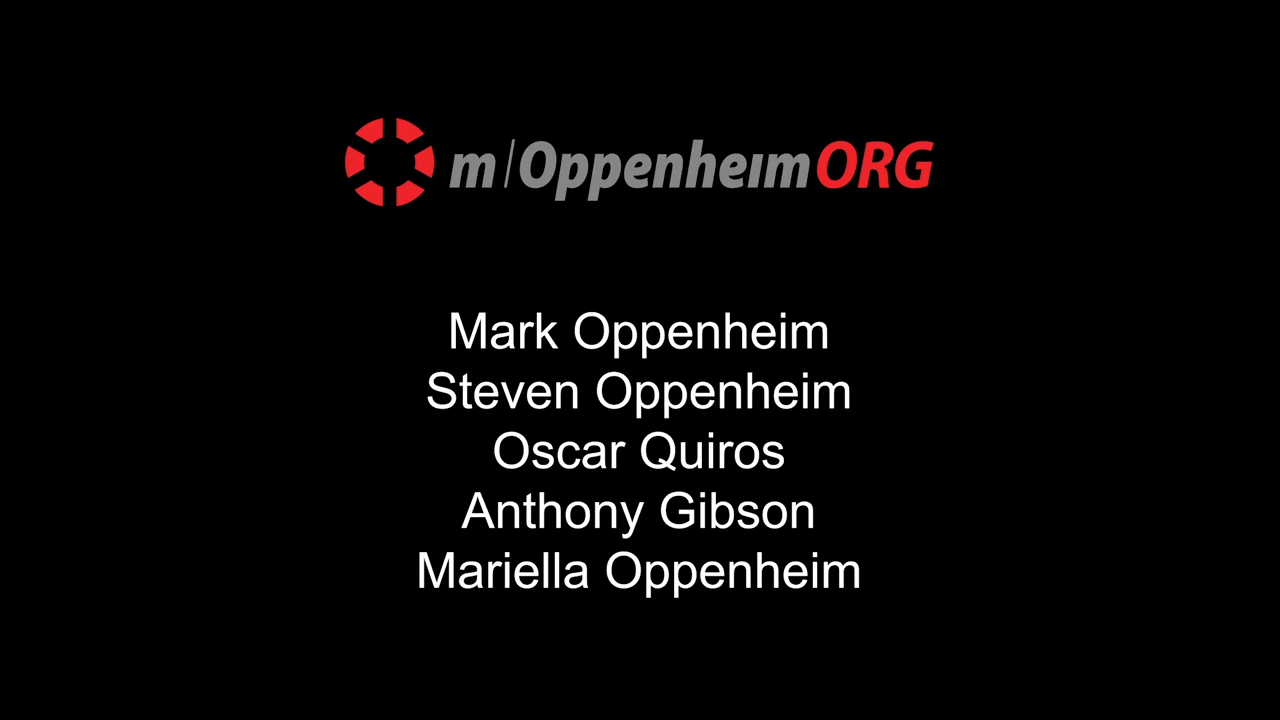 m/OppenheimORG
Mark Oppenheim
Steven Oppenheim
Oscar Quiros
Anthony Gibson
Mariella Oppenheim